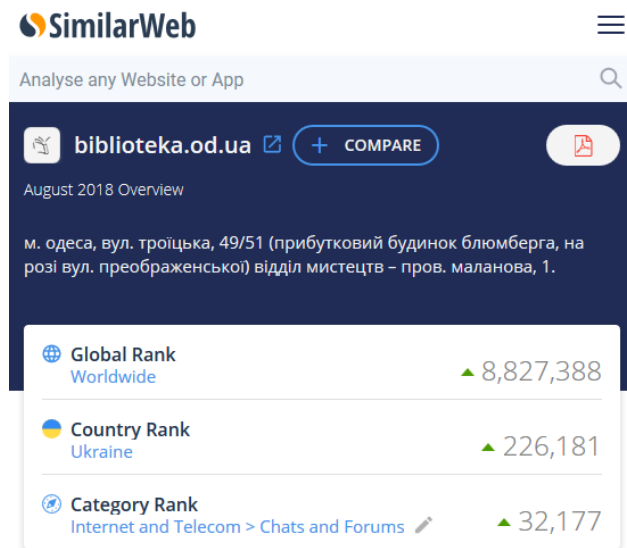 SimilarWeb
Analyse any Website or App
biblioteka.od.ua
+ COMPARE
August 2018 Overview
м. одеса, вул. троїцька, 49/51 (прибутковий будинок блюмберга, на
розі вул. преображенської) відділ мистецтв – пров. маланова, 1.
Global Rank
Worldwide
8,827,388
Country Rank
Ukraine
226,181
Category Rank
Internet and Telecom > Chats and Forums
32,177